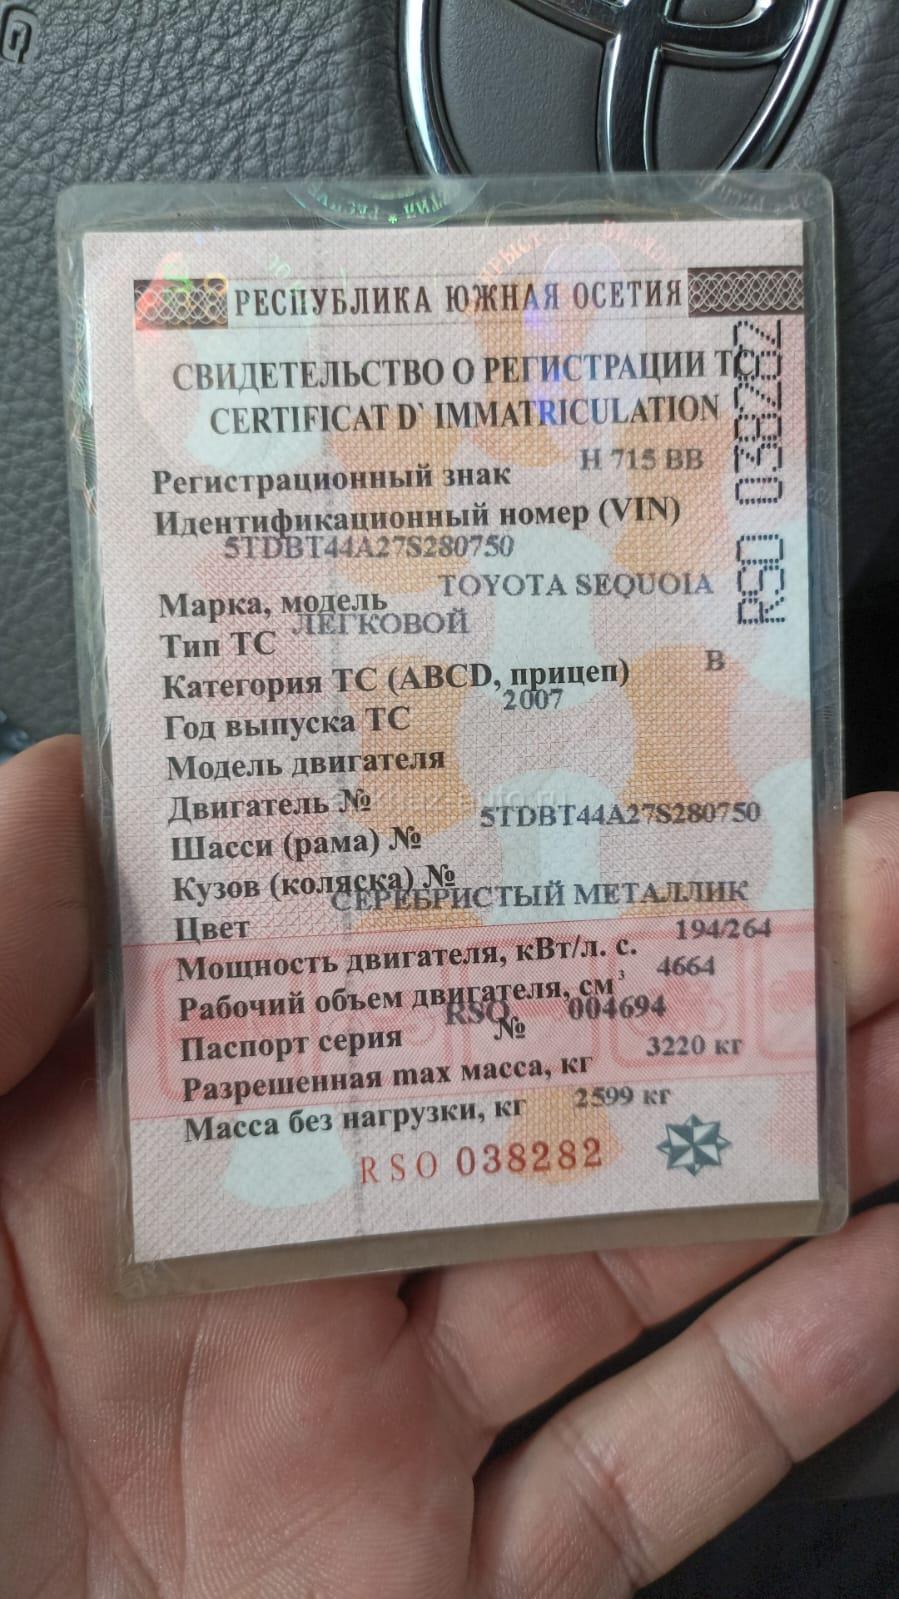 РЕСПУБЛИКА ЮЖНАЯ ОСЕТИЯ
СВИДЕТЕЛЬСТВО О РЕГИСТРАЦИИ ТС
CERTIFICAT D` IMMATRICULATION
Регистрационный знак Н 715 ВВ
Идентификационный номер (VIN)
5TDBT44A27S280750
Марка, модель TOYOTA SEQUOIA
Тип ТС ЛЕГКОВОЙ
Категория ТС (ABCD, прицеп) B
Год выпуска ТС 2007
Модель двигателя
Двигатель №
Шасси (рама) № 5TDBT44A27S280750
Кузов (коляска) №
Цвет СЕРЕБРИСТЫЙ МЕТАЛЛИК
Мощность двигателя, кВт/л. с. 194/264
Рабочий объем двигателя, см³ 4664
Паспорт серия RSO № 004694
Разрешенная max масса, кг 3220 кг
Масса без нагрузки, кг 2599 кг
RSO 038282
RSO 038282